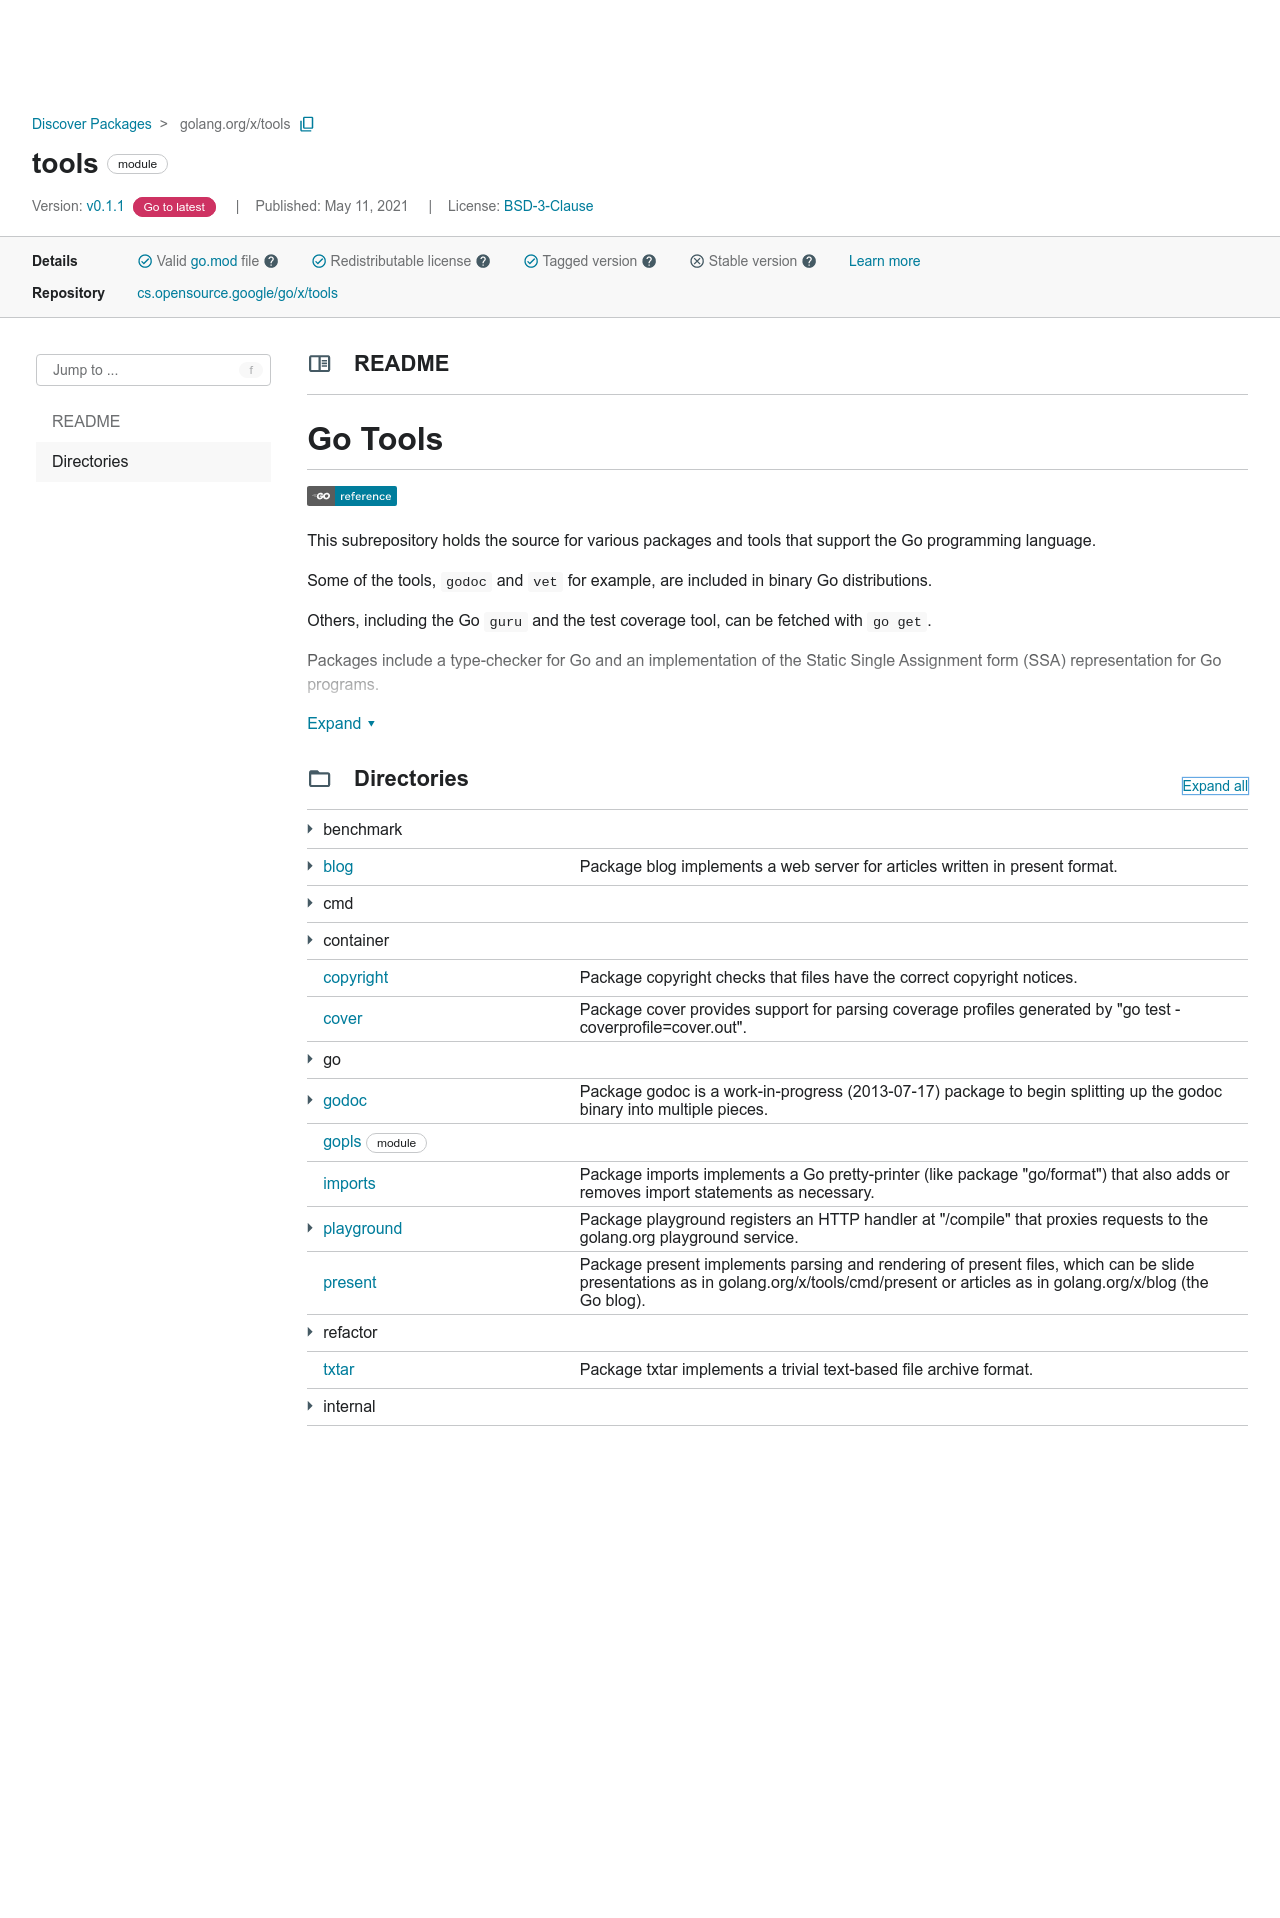 Discover Packages > golang.org/x/tools
tools module
Version: v0.1.1 Go to latest | Published: May 11, 2021 | License: BSD-3-Clause
Details Valid go.mod file Redistributable license Tagged version Stable version Learn more
Repository cs.opensource.google/go/x/tools
Jump to ... f
README
Directories
README
Go Tools
GO reference
This subrepository holds the source for various packages and tools that support the Go programming language.
Some of the tools, godoc and vet for example, are included in binary Go distributions.
Others, including the Go guru and the test coverage tool, can be fetched with go get.
Packages include a type-checker for Go and an implementation of the Static Single Assignment form (SSA) representation for Go
programs.
Expand ▾
Directories
Expand all
benchmark
blog Package blog implements a web server for articles written in present format.
cmd
container
copyright Package copyright checks that files have the correct copyright notices.
cover Package cover provides support for parsing coverage profiles generated by "go test -
coverprofile=cover.out".
go
godoc Package godoc is a work-in-progress (2013-07-17) package to begin splitting up the godoc
binary into multiple pieces.
gopls module
imports Package imports implements a Go pretty-printer (like package "go/format") that also adds or
removes import statements as necessary.
playground Package playground registers an HTTP handler at "/compile" that proxies requests to the
golang.org playground service.
present Package present implements parsing and rendering of present files, which can be slide
presentations as in golang.org/x/tools/cmd/present or articles as in golang.org/x/blog (the
Go blog).
refactor
txtar Package txtar implements a trivial text-based file archive format.
internal